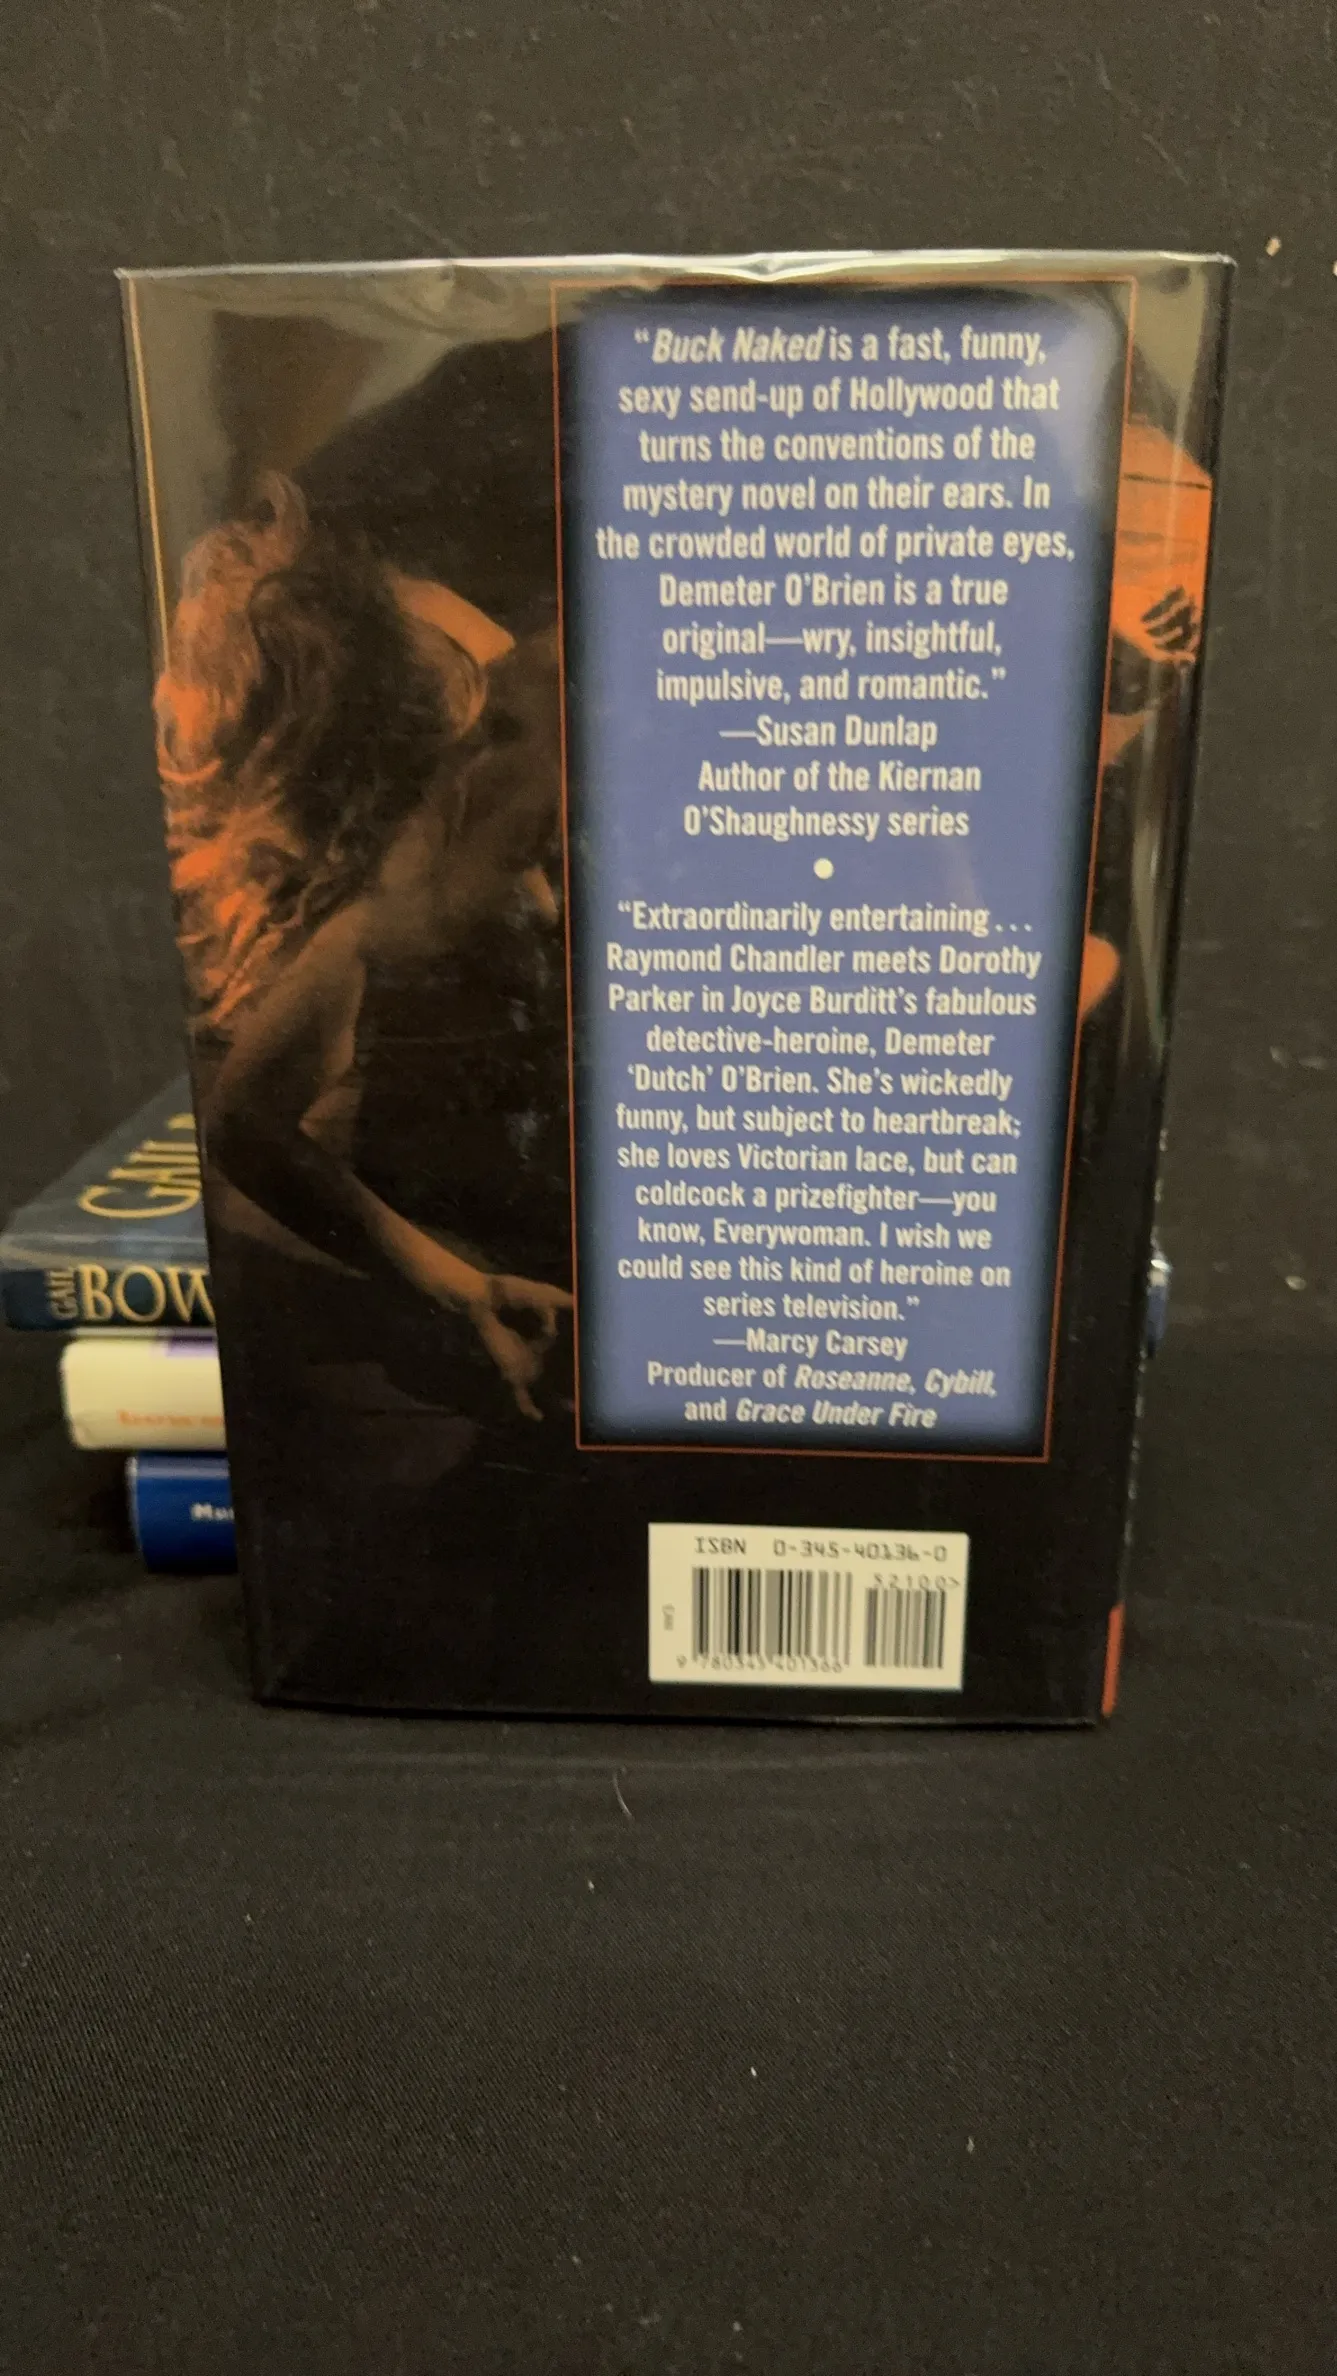 “Buck Naked is a fast, funny,
sexy send-up of Hollywood that
turns the conventions of the
mystery novel on their ears. In
the crowded world of private eyes,
Demeter O’Brien is a true
original—wry, insightful,
impulsive, and romantic.”
—Susan Dunlap
Author of the Kiernan
O’Shaughnessy series
“Extraordinarily entertaining...
Raymond Chandler meets Dorothy
Parker in Joyce Burditt’s fabulous
detective-heroine, Demeter
‘Dutch’ O’Brien. She’s wickedly
funny, but subject to heartbreak;
she loves Victorian lace, but can
coldcock a prizefighter—you
know, Everywoman. I wish we
could see this kind of heroine on
series television.”
—Marcy Carsey
Producer of Roseanne, Cybill,
and Grace Under Fire
ISBN 0-345-40136-0
52100>
9 780345 401366
GAIL
GAIL
BOW